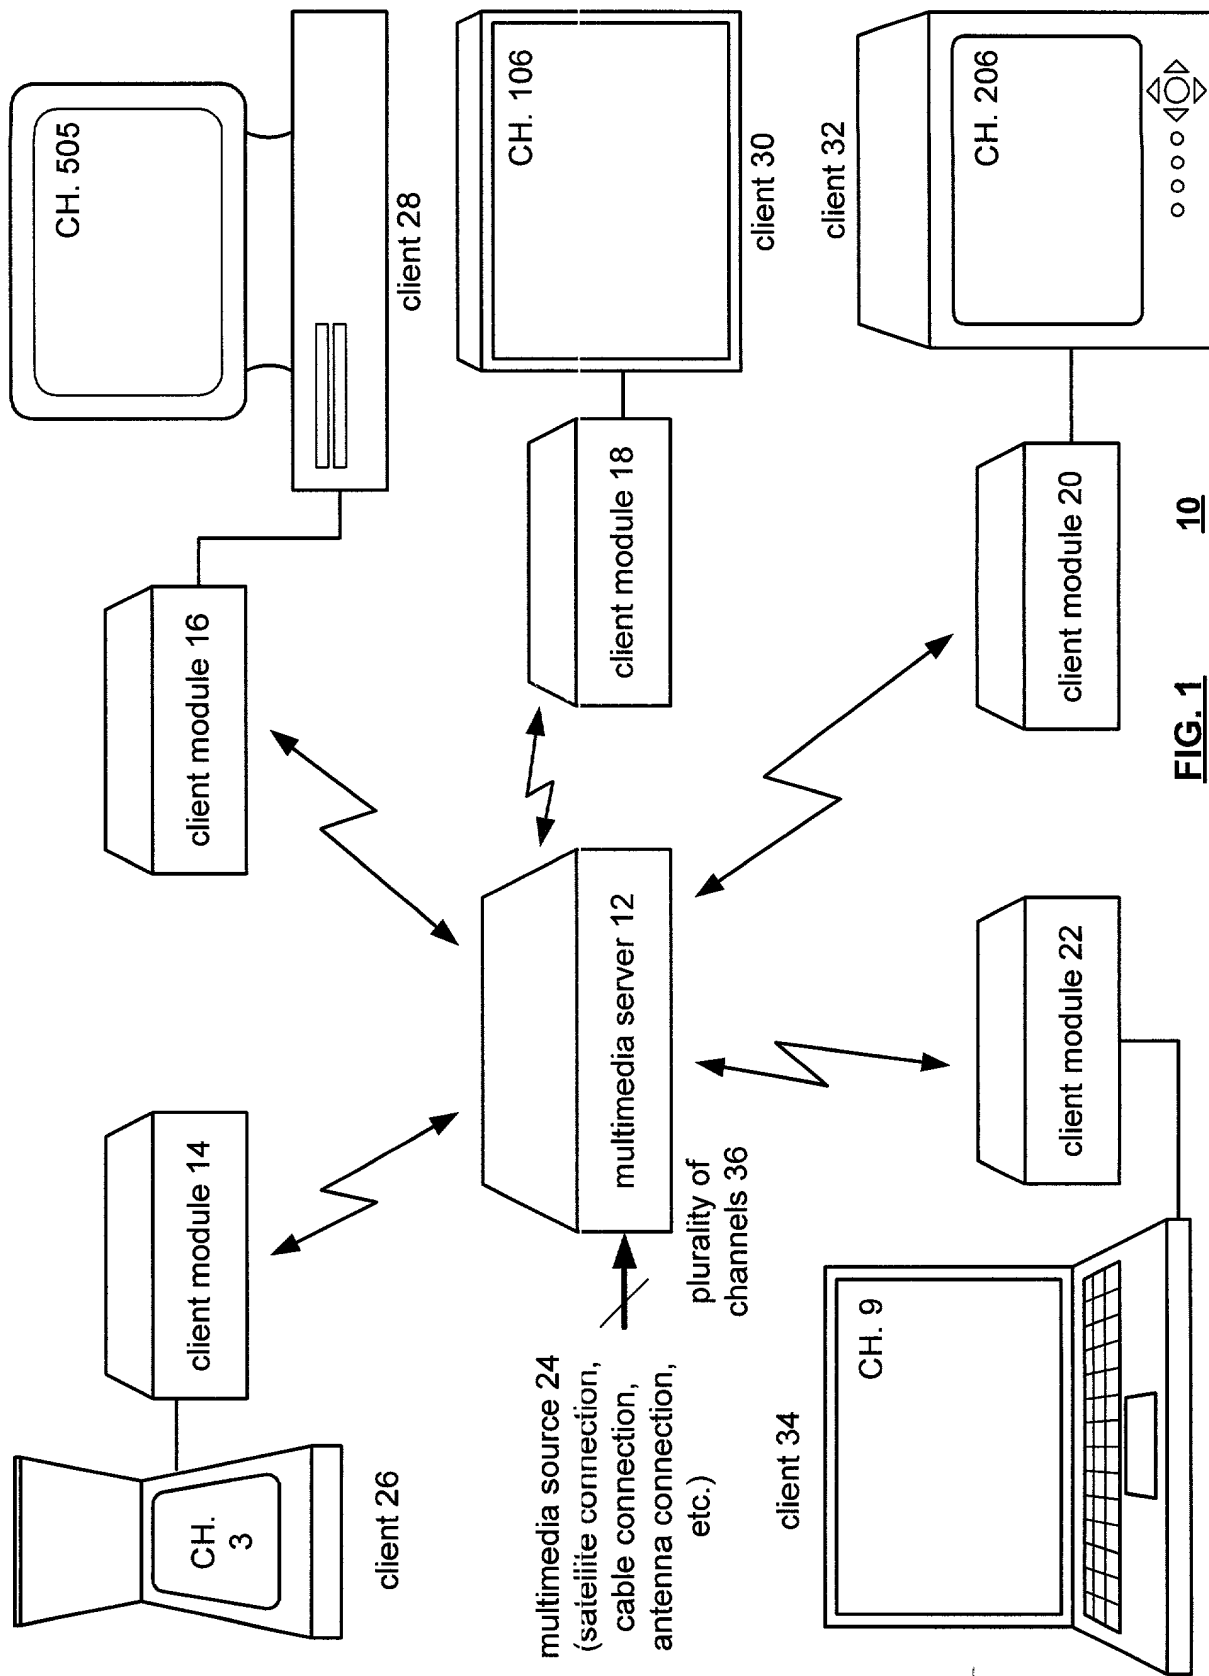 CH.
3
client 26
client module 14
client module 16
CH. 505
client 28
multimedia source 24
(satellite connection,
cable connection,
antenna connection,
etc.)
plurality of
channels 36
multimedia server 12
client module 18
CH. 106
client 30
client 34
CH. 9
client module 22
client module 20
client 32
CH. 206
FIG. 1
10